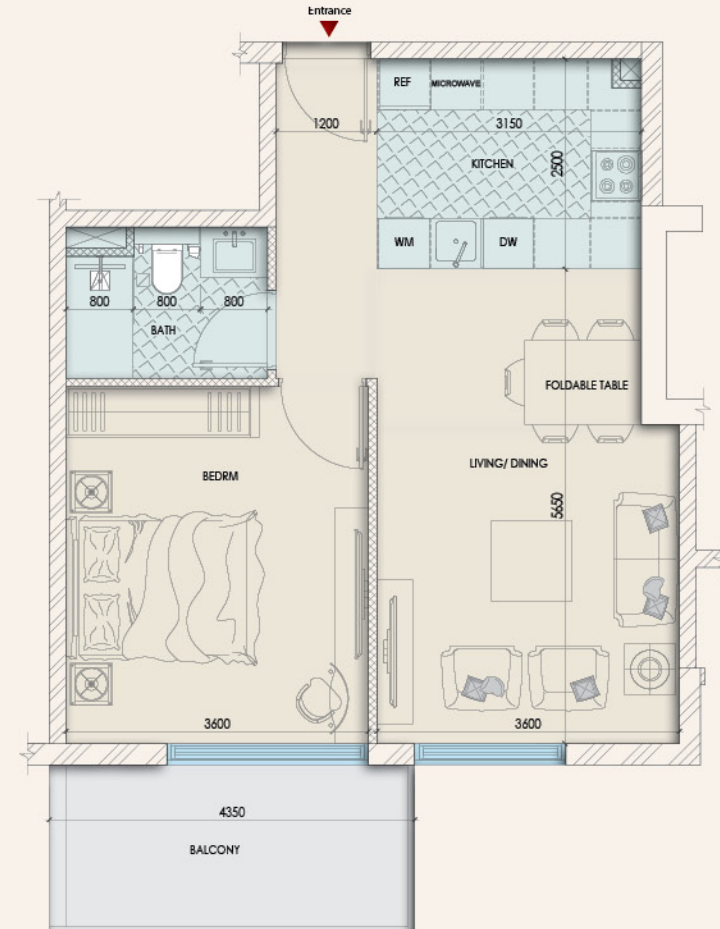 Entrance
REF
MICROWAVE
1200
3150
KITCHEN
2500
WM
DW
800
800
800
BATH
FOLDABLE TABLE
LIVING/ DINING
BEDRM
5650
3600
3600
4350
BALCONY